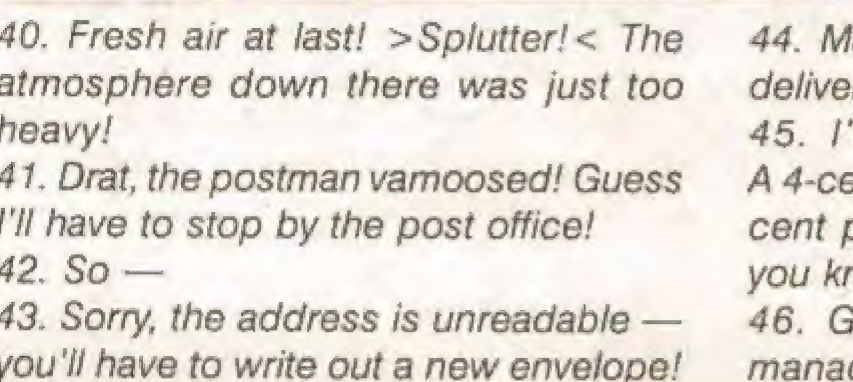 40. Fresh air at last! >Splutter!< The
atmosphere down there was just too
heavy!
41. Drat, the postman vamoosed! Guess
I'll have to stop by the post office!
42. So —
43. Sorry, the address is unreadable —
you'll have to write out a new envelope!
44.
45.
A 4-
cent
you
46.